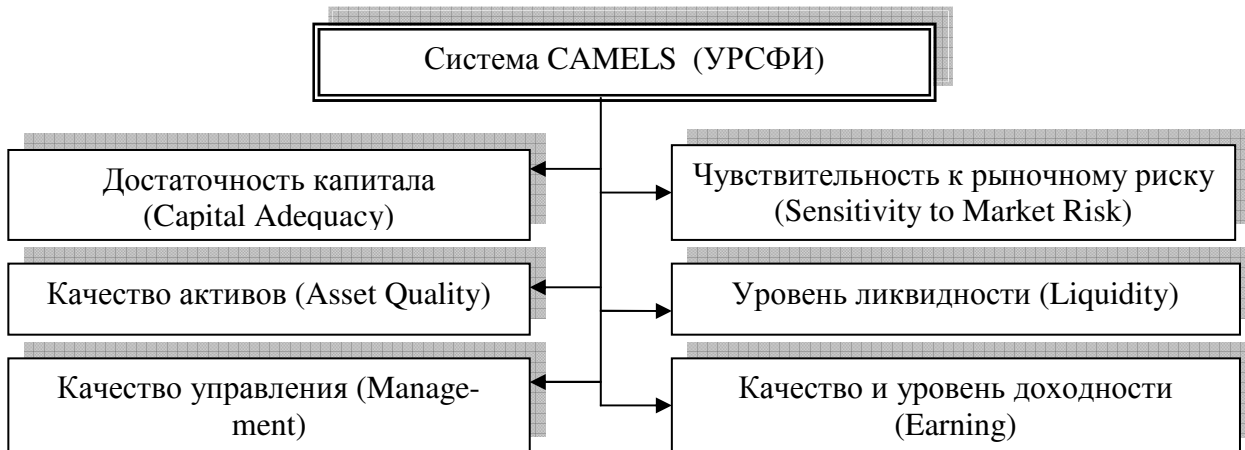 Система CAMELS (УРСФИ)
Достаточность капитала
(Capital Adequacy)
Чувствительность к рыночному риску
(Sensitivity to Market Risk)
Качество активов (Asset Quality)
Уровень ликвидности (Liquidity)
Качество управления (Manage-
ment)
Качество и уровень доходности
(Earning)